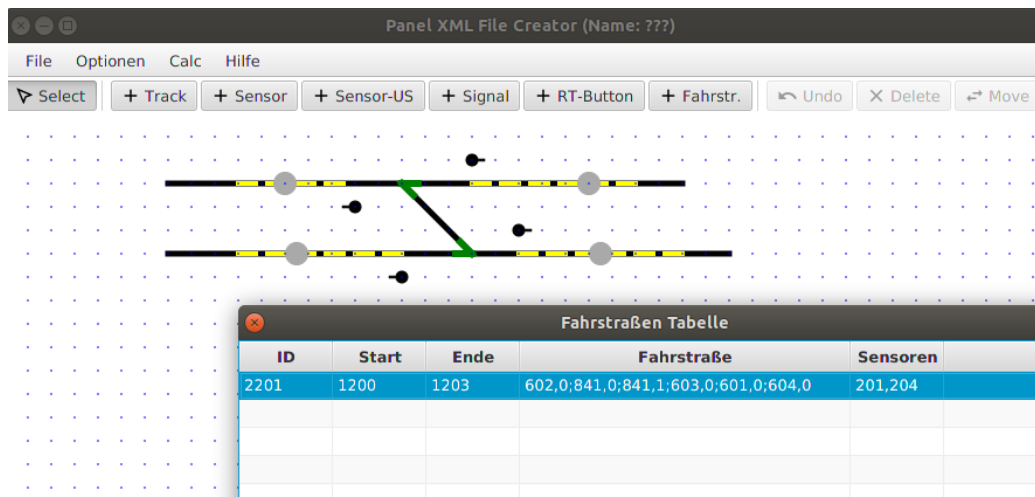 Panel XML File Creator (Name: ???)
File Optionen Calc Hilfe
Select + Track + Sensor + Sensor-US + Signal + RT-Button + Fahrstr. Undo Delete Move
Fahrstraßen Tabelle
ID Start Ende Fahrstraße Sensoren
2201 1200 1203 602,0;841,0;841,1;603,0;601,0;604,0 201,204